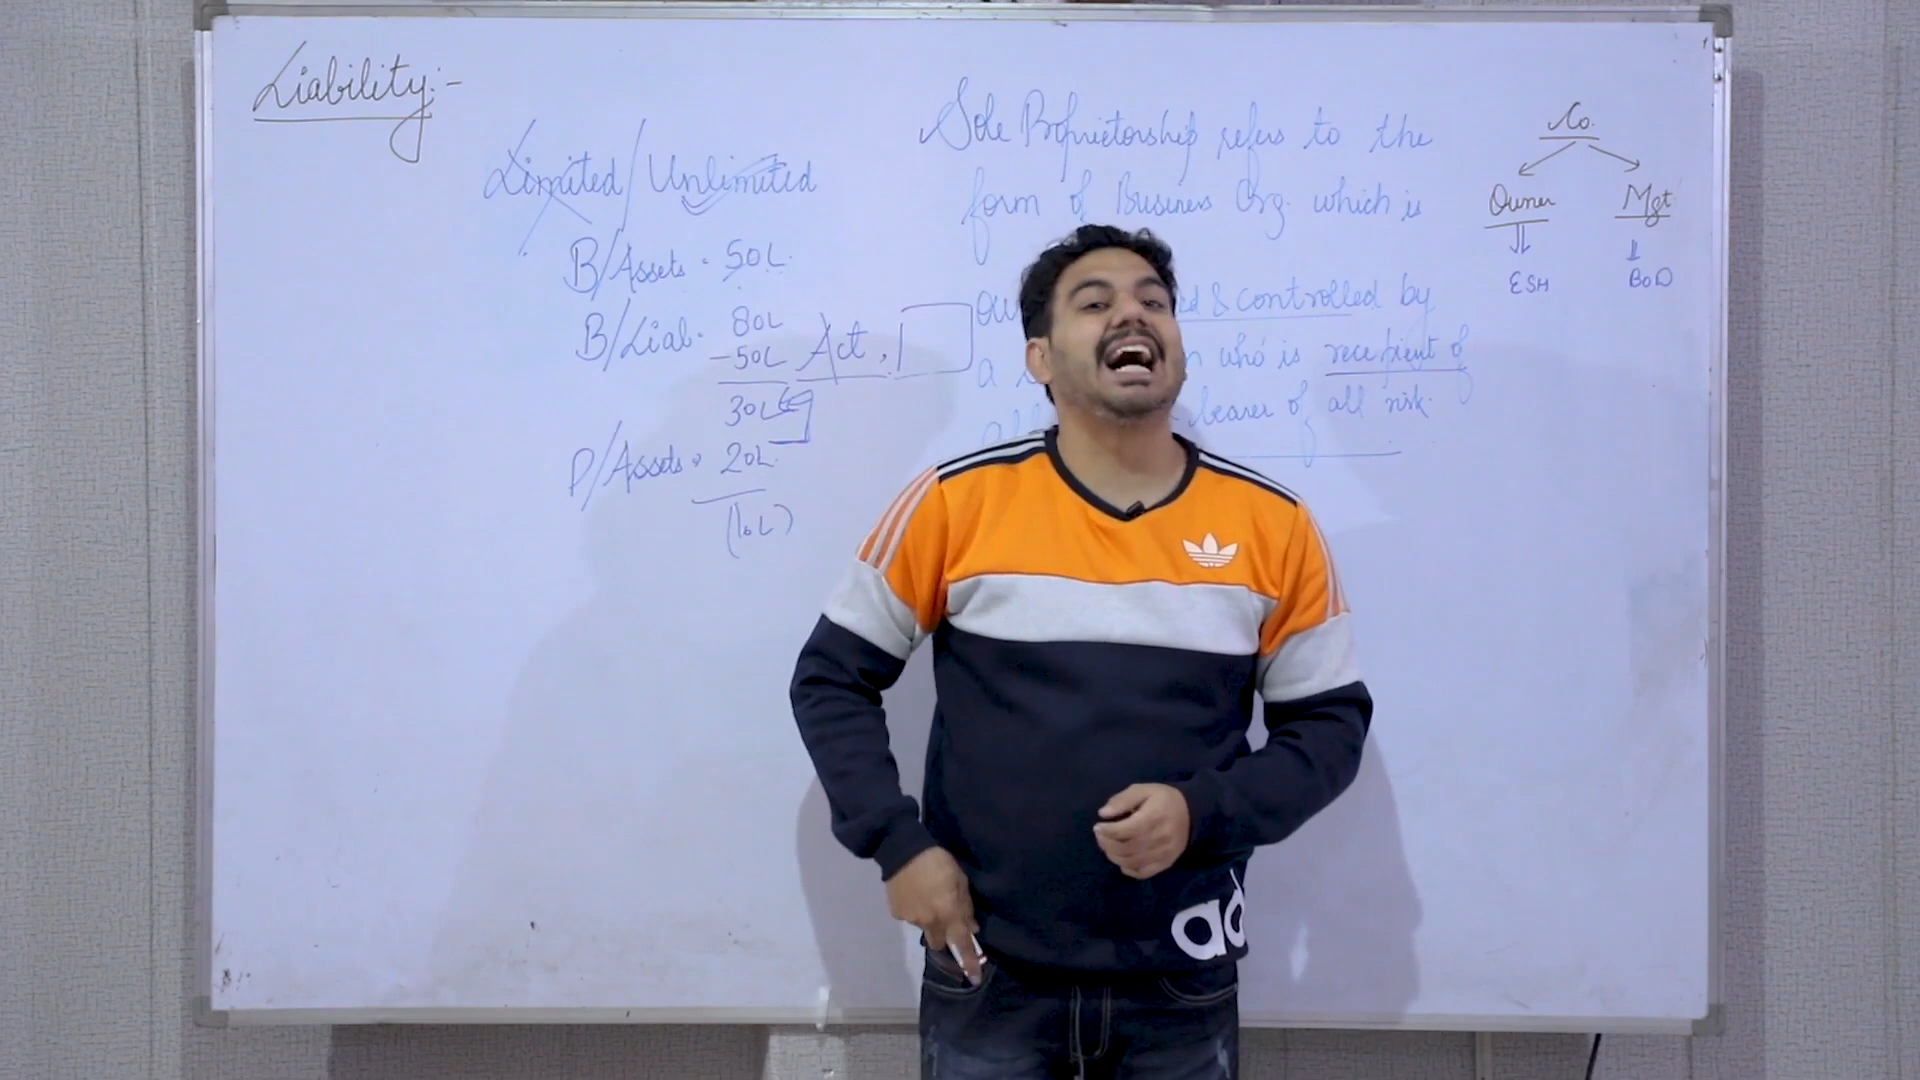 Liability:-
Limited/Unlimited
B/Assets - 50L.
B/Liab. 80L
-50L Act.
30L
P/Assets 20L.
(10L)
Sole Proprietorship refers to the
form of Business Org. which is
& controlled by
a who is recepient of
bearer of all risk.
Co.
Owner Mgt
ESH BOD
ad